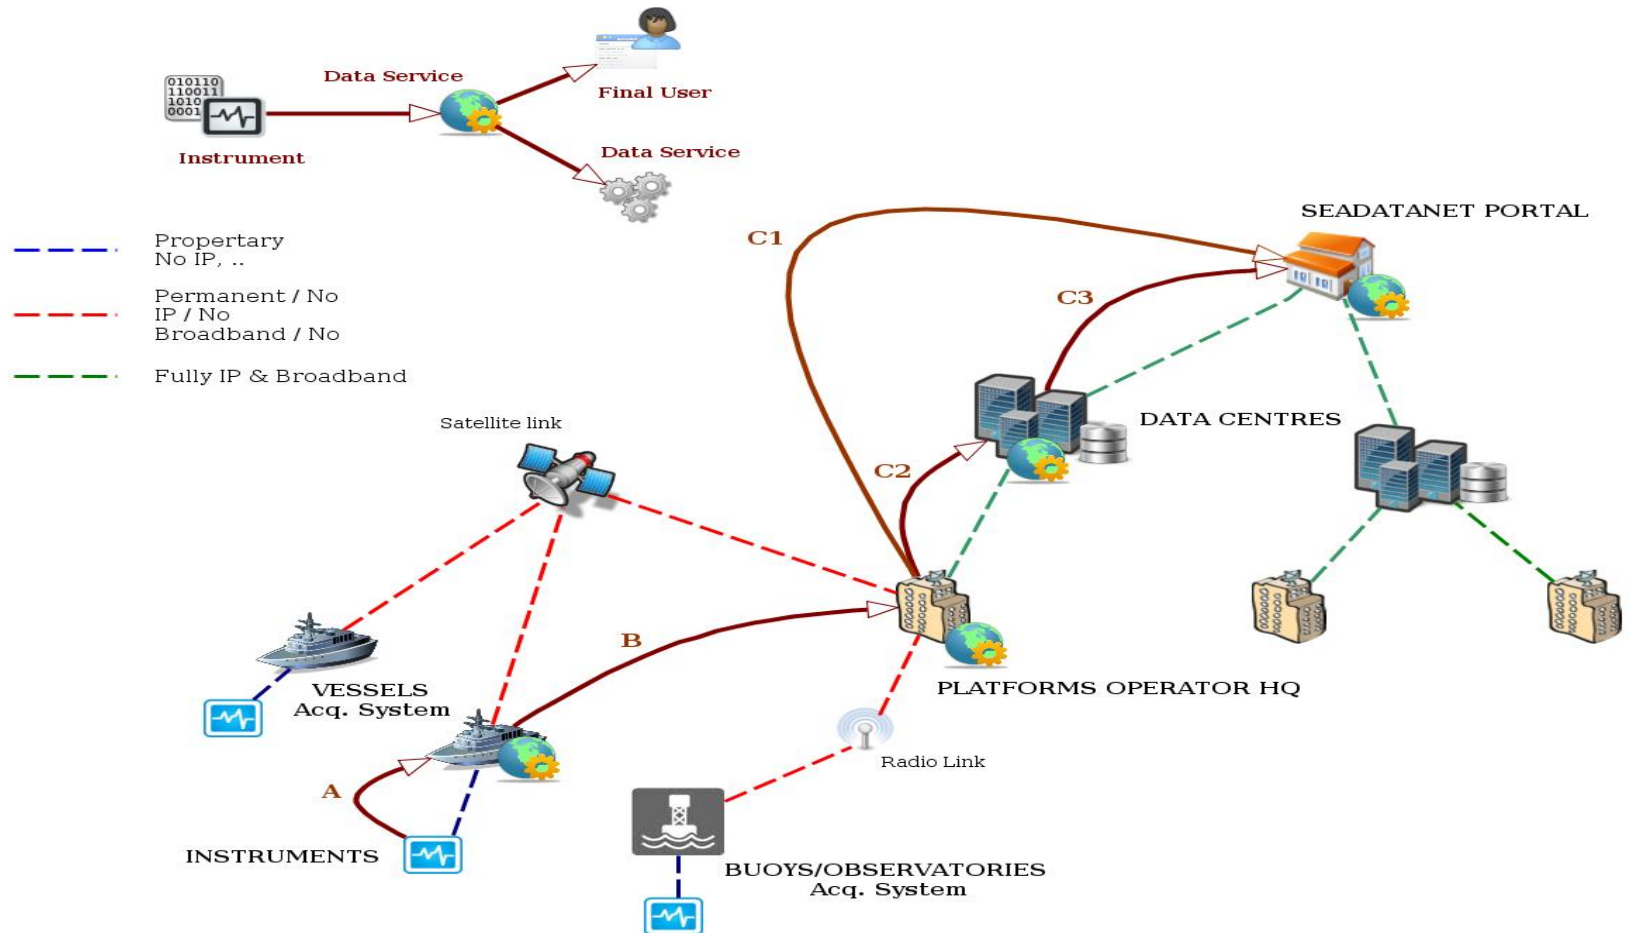 Data Service
Final User
010110
110011
1010
0001
Instrument
Data Service
SEADATANET PORTAL
C1
Propertary
No IP, ..
Permanent / No
IP / No
Broadband / No
C3
Fully IP & Broadband
Satellite link
DATA CENTRES
C2
B
VESSELS
Acq. System
PLATFORMS OPERATOR HQ
Radio Link
A
INSTRUMENTS
BUOYS/OBSERVATORIES
Acq. System